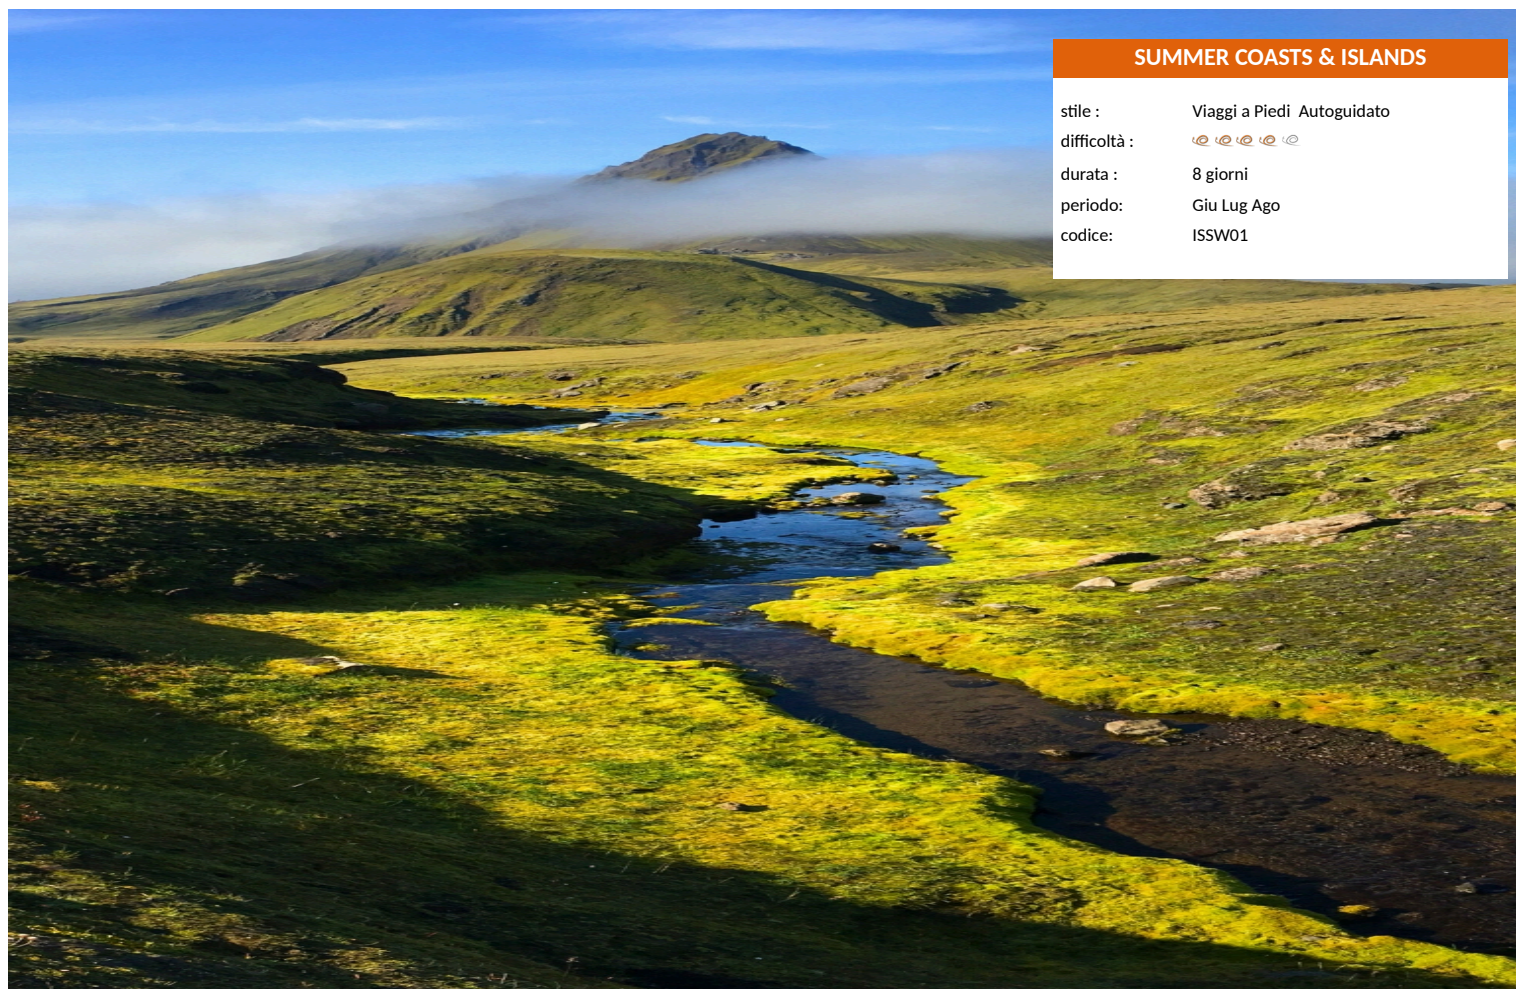 SUMMER COASTS & ISLANDS
stile : Viaggi a Piedi Autoguidato
difficoltà :
durata : 8 giorni
periodo: Giu Lug Ago
codice: ISSW01